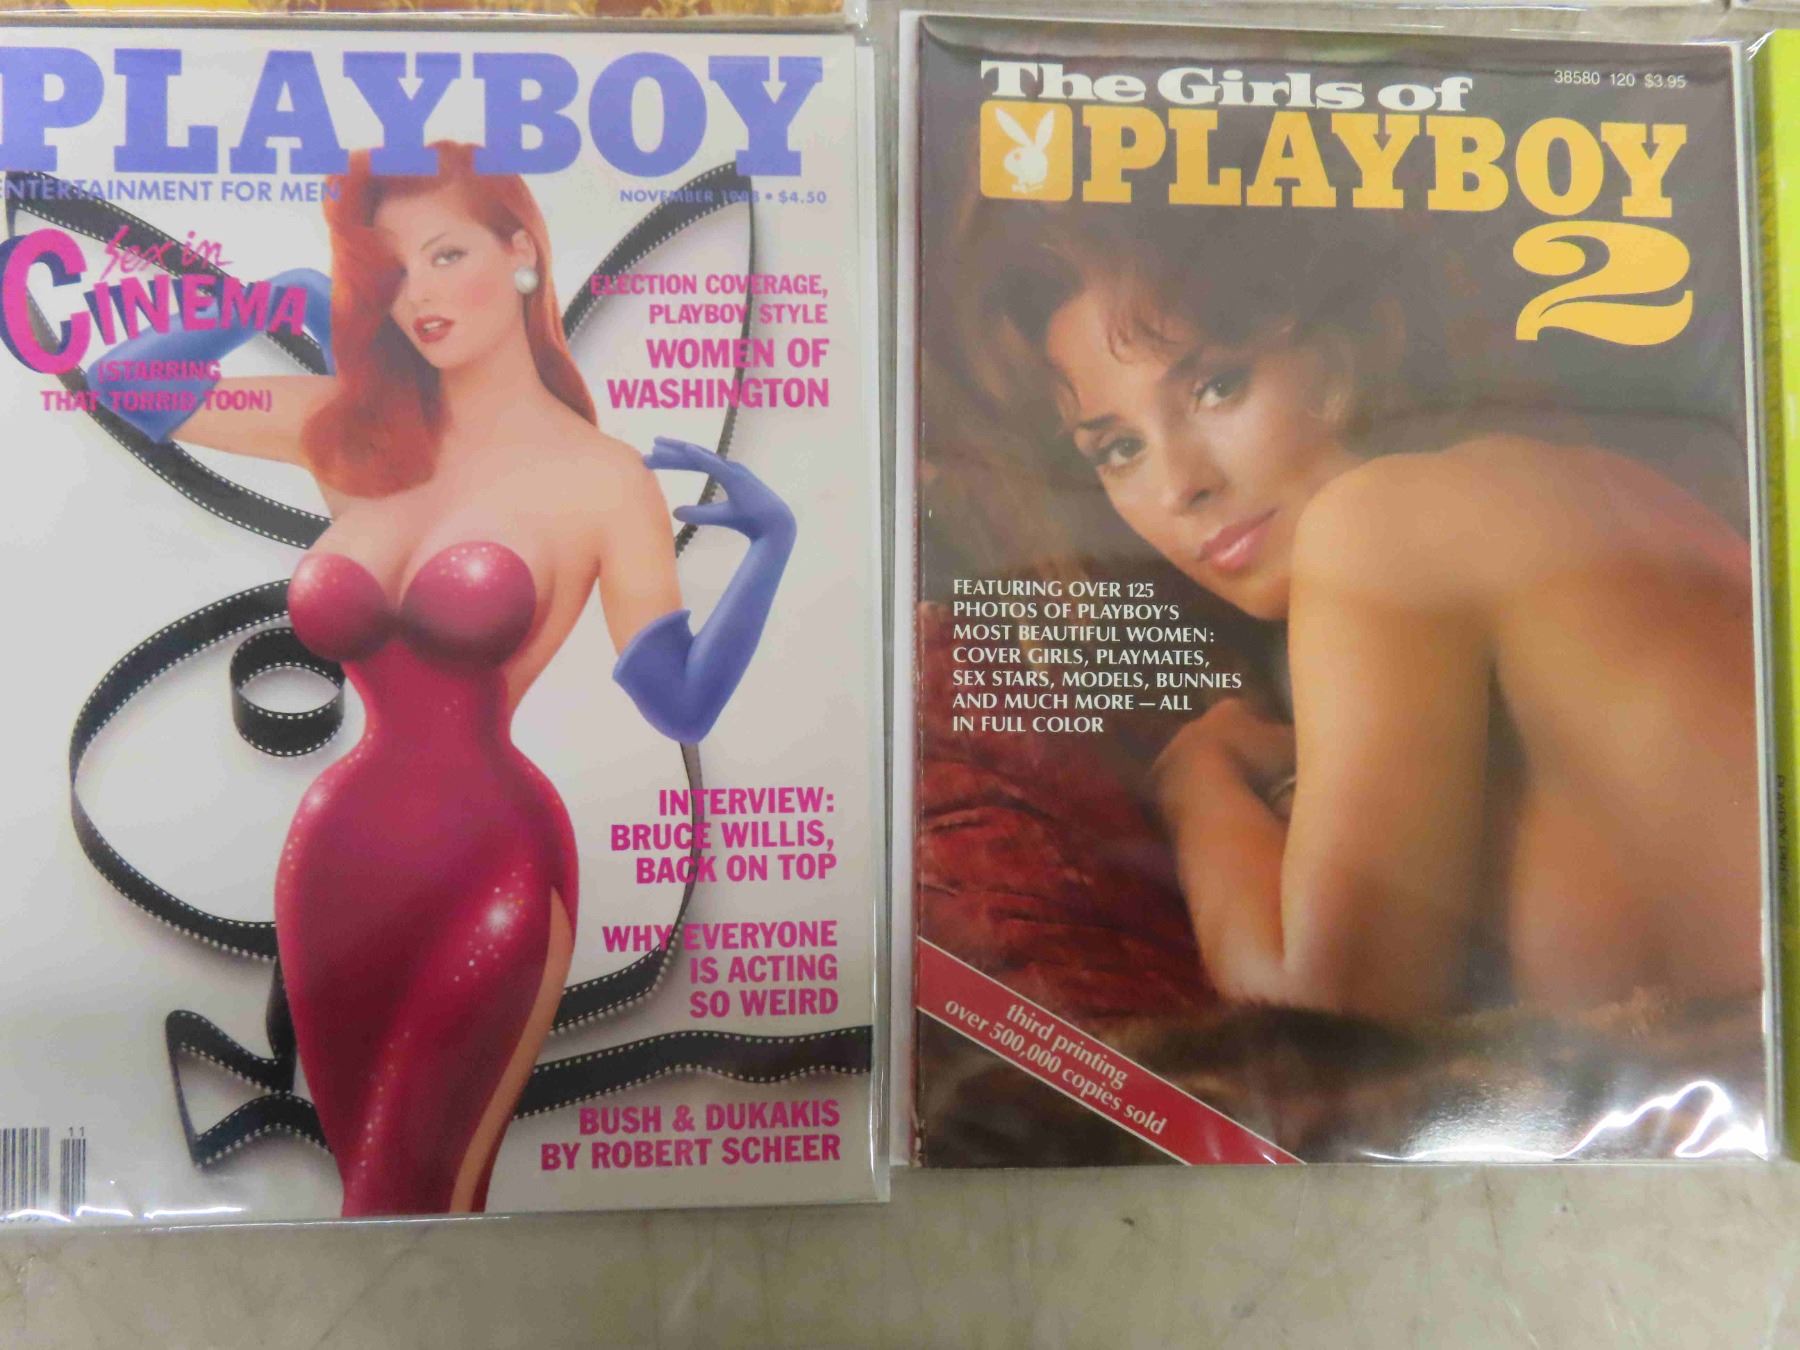 PLAYBOY
ENTERTAINMENT FOR MEN
NOVEMBER 1988 • $4.50
Sex in
CINEMA
(STARRING
THAT TORRID TOON)
ELECTION COVERAGE,
PLAYBOY STYLE
WOMEN OF
WASHINGTON
INTERVIEW:
BRUCE WILLIS,
BACK ON TOP
WHY EVERYONE
IS ACTING
SO WEIRD
BUSH & DUKAKIS
BY ROBERT SCHEER
11
The Girls of
38580 120 $3.95
PLAYBOY
2
FEATURING OVER 125
PHOTOS OF PLAYBOY'S
MOST BEAUTIFUL WOMEN:
COVER GIRLS, PLAYMATES,
SEX STARS, MODELS, BUNNIES
AND MUCH MORE — ALL
IN FULL COLOR
third printing
over 500,000 copies sold